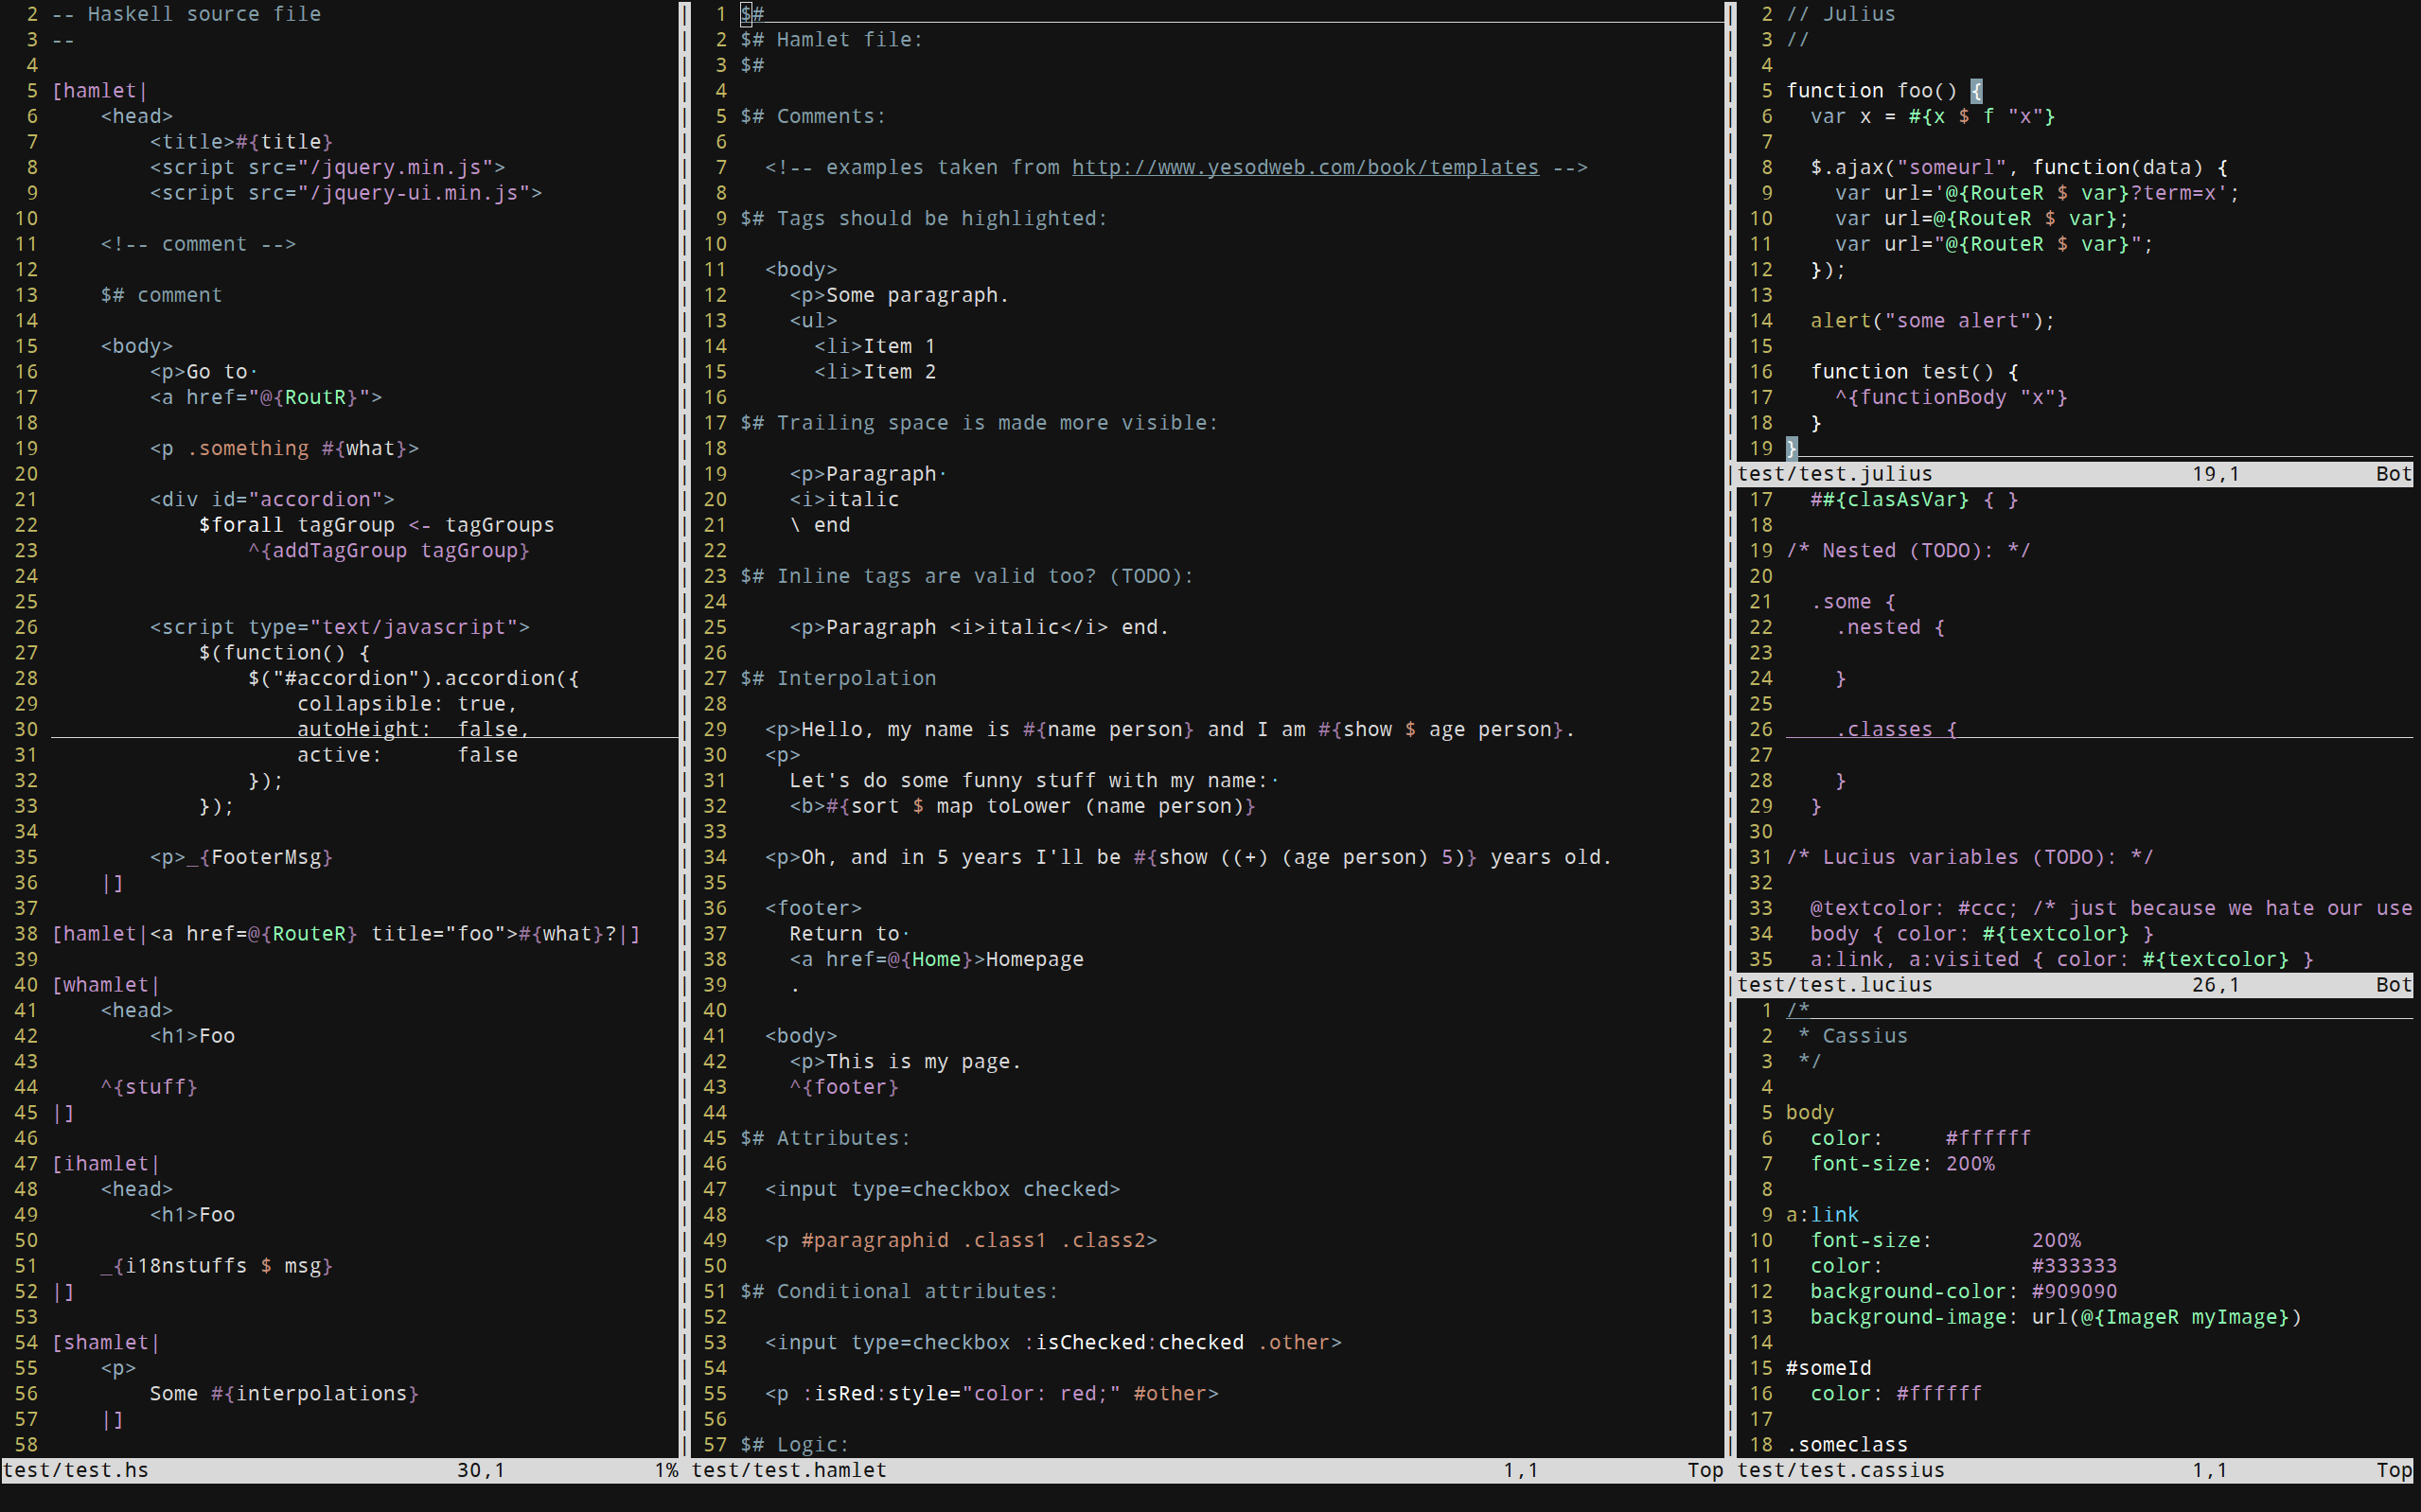 2 -- Haskell source file
3 --
4
5 [hamlet|
6     <head>
7         <title>#{title}
8         <script src="/jquery.min.js">
9         <script src="/jquery-ui.min.js">
10
11     <!-- comment -->
12
13     $# comment
14
15     <body>
16         <p>Go to·
17         <a href="@{RoutR}">
18
19         <p .something #{what}>
20
21         <div id="accordion">
22             $forall tagGroup <- tagGroups
23                 ^{addTagGroup tagGroup}
24
25
26         <script type="text/javascript">
27             $(function() {
28                 $("#accordion").accordion({
29                     collapsible: true,
30                     autoHeight:  false,
31                     active:      false
32                 });
33             });
34
35         <p>_{FooterMsg}
36     |]
37
38 [hamlet|<a href=@{RouteR} title="foo">#{what}?|]
39
40 [whamlet|
41     <head>
42         <h1>Foo
43
44     ^{stuff}
45 |]
46
47 [ihamlet|
48     <head>
49         <h1>Foo
50
51     _{i18nstuffs $ msg}
52 |]
53
54 [shamlet|
55     <p>
56         Some #{interpolations}
57     |]
58
test/test.hs 30,1 1%
1 $#
2 $# Hamlet file:
3 $#
4
5 $# Comments:
6
7   <!-- examples taken from http://www.yesodweb.com/book/templates -->
8
9 $# Tags should be highlighted:
10
11   <body>
12     <p>Some paragraph.
13     <ul>
14       <li>Item 1
15       <li>Item 2
16
17 $# Trailing space is made more visible:
18
19     <p>Paragraph·
20     <i>italic
21     \ end
22
23 $# Inline tags are valid too? (TODO):
24
25     <p>Paragraph <i>italic</i> end.
26
27 $# Interpolation
28
29   <p>Hello, my name is #{name person} and I am #{show $ age person}.
30   <p>
31     Let's do some funny stuff with my name:·
32     <b>#{sort $ map toLower (name person)}
33
34   <p>Oh, and in 5 years I'll be #{show ((+) (age person) 5)} years old.
35
36   <footer>
37     Return to·
38     <a href=@{Home}>Homepage
39     .
40
41   <body>
42     <p>This is my page.
43     ^{footer}
44
45 $# Attributes:
46
47   <input type=checkbox checked>
48
49   <p #paragraphid .class1 .class2>
50
51 $# Conditional attributes:
52
53   <input type=checkbox :isChecked:checked .other>
54
55   <p :isRed:style="color: red;" #other>
56
57 $# Logic:
test/test.hamlet 1,1 Top
2 // Julius
3 //
4
5 function foo() {
6   var x = #{x $ f "x"}
7
8   $.ajax("someurl", function(data) {
9     var url='@{RouteR $ var}?term=x';
10     var url=@{RouteR $ var};
11     var url="@{RouteR $ var}";
12   });
13
14   alert("some alert");
15
16   function test() {
17     ^{functionBody "x"}
18   }
19 }
test/test.julius 19,1 Bot
17   ##{clasAsVar} { }
18
19 /* Nested (TODO): */
20
21   .some {
22     .nested {
23
24     }
25
26     .classes {
27
28     }
29   }
30
31 /* Lucius variables (TODO): */
32
33   @textcolor: #ccc; /* just because we hate our use
34   body { color: #{textcolor} }
35   a:link, a:visited { color: #{textcolor} }
test/test.lucius 26,1 Bot
1 /*
2  * Cassius
3  */
4
5 body
6   color:     #ffffff
7   font-size: 200%
8
9 a:link
10   font-size:        200%
11   color:            #333333
12   background-color: #909090
13   background-image: url(@{ImageR myImage})
14
15 #someId
16   color: #ffffff
17
18 .someclass
test/test.cassius 1,1 Top